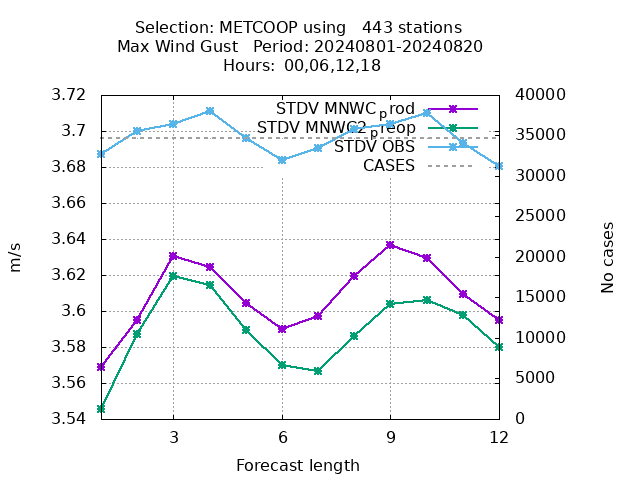 Selection: METCOOP using   443 stations
Max Wind Gust   Period: 20240801-20240820
Hours:  00,06,12,18
3.72
3.7
3.68
3.66
3.64
3.62
3.6
3.58
3.56
3.54
m/s
STDV MNWC_prod
STDV MNWC2_preop
STDV OBS
CASES
40000
35000
30000
25000
20000
15000
10000
5000
0
No cases
3 6 9 12
Forecast length